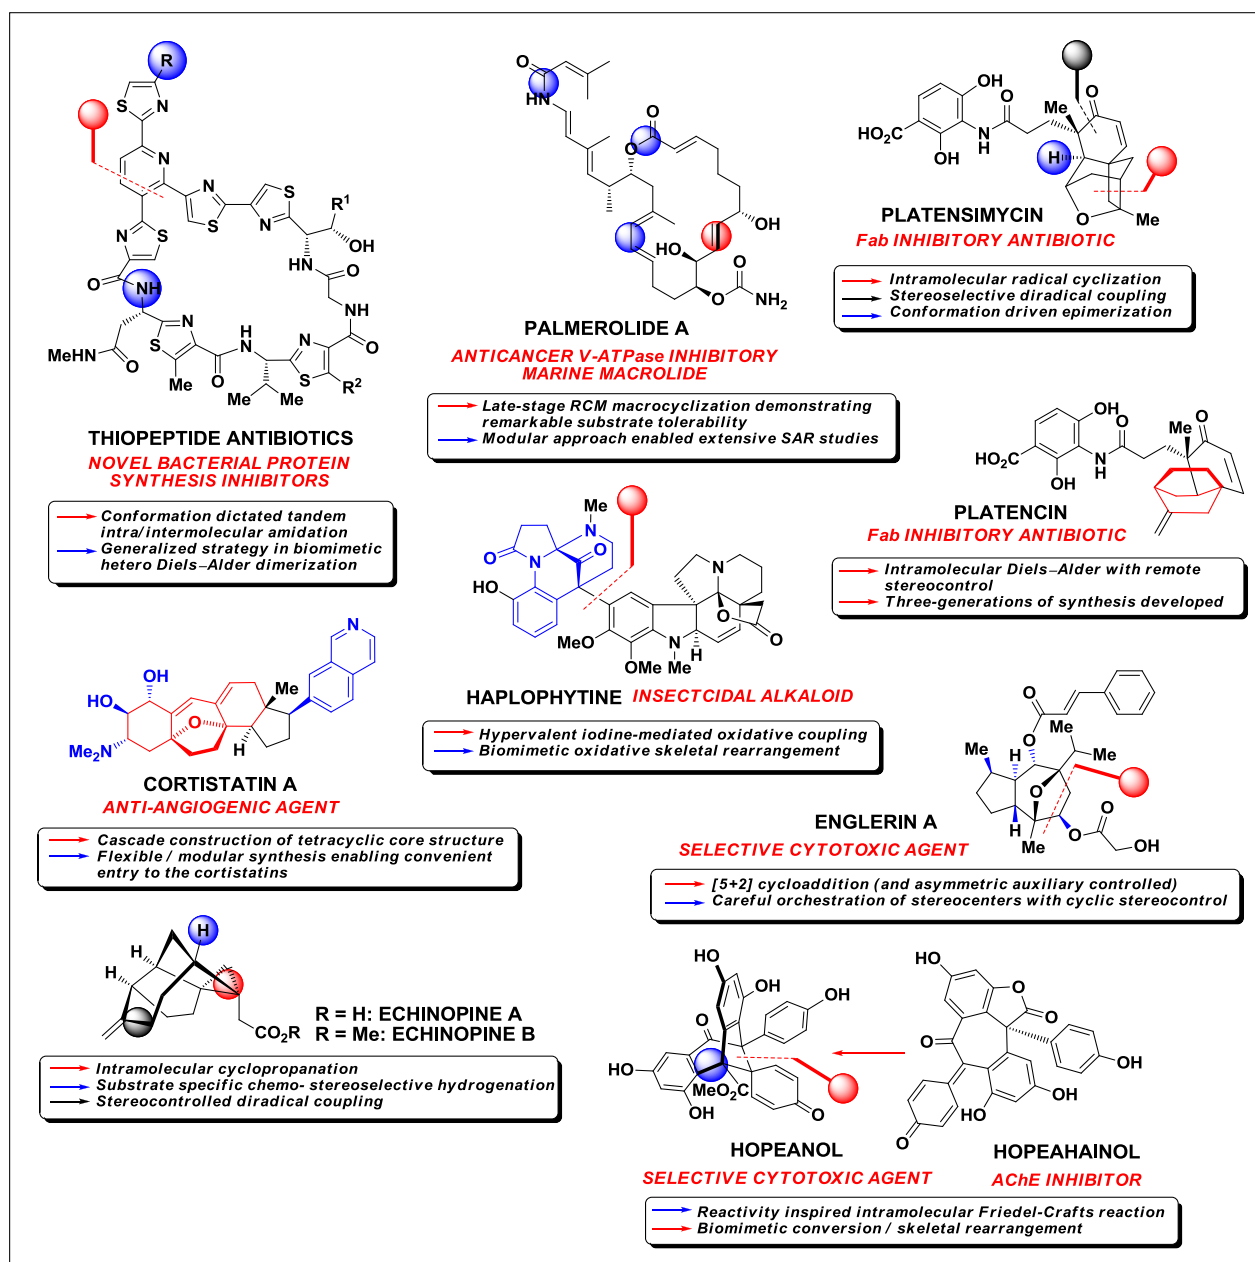 THIOPEPTIDE ANTIBIOTICS
NOVEL BACTERIAL PROTEIN
SYNTHESIS INHIBITORS
Conformation dictated tandem
intra/intermolecular amidation
Generalized strategy in biomimetic
hetero Diels–Alder dimerization
PALMEROLIDE A
ANTICANCER V-ATPase INHIBITORY
MARINE MACROLIDE
Late-stage RCM macrocyclization demonstrating
remarkable substrate tolerability
Modular approach enabled extensive SAR studies
PLATENSIMYCIN
Fab INHIBITORY ANTIBIOTIC
Intramolecular radical cyclization
Stereoselective diradical coupling
Conformation driven epimerization
PLATENCIN
Fab INHIBITORY ANTIBIOTIC
Intramolecular Diels–Alder with remote
stereocontrol
Three-generations of synthesis developed
HAPLOPHYTINE INSECTCIDAL ALKALOID
Hypervalent iodine-mediated oxidative coupling
Biomimetic oxidative skeletal rearrangement
CORTISTATIN A
ANTI-ANGIOGENIC AGENT
Cascade construction of tetracyclic core structure
Flexible / modular synthesis enabling convenient
entry to the cortistatins
ENGLERIN A
SELECTIVE CYTOTOXIC AGENT
[5+2] cycloaddition (and asymmetric auxiliary controlled)
Careful orchestration of stereocenters with cyclic stereocontrol
R = H: ECHINOPINE A
R = Me: ECHINOPINE B
Intramolecular cyclopropanation
Substrate specific chemo- stereoselective hydrogenation
Stereocontrolled diradical coupling
HOPEANOL
SELECTIVE CYTOTOXIC AGENT
HOPEAHAINOL
AChE INHIBITOR
Reactivity inspired intramolecular Friedel-Crafts reaction
Biomimetic conversion / skeletal rearrangement